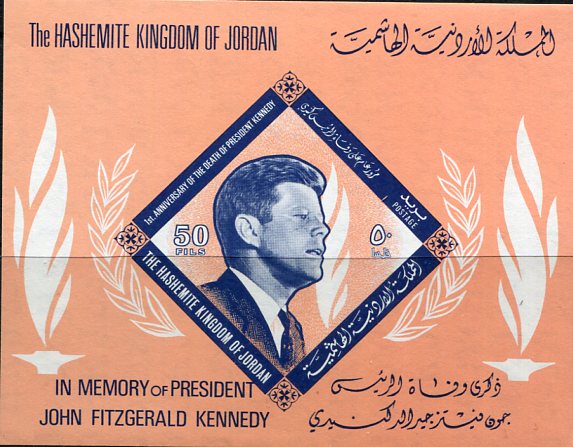 The HASHEMITE KINGDOM OF JORDAN
المملكة الأردنية الهاشمية
1st. ANNIVERSARY OF THE DEATH OF PRESIDENT KENNEDY
بريد
POSTAGE
50
FILS
٥٠
THE HASHEMITE KINGDOM OF JORDAN
المملكة الأردنية الهاشمية
IN MEMORY OF PRESIDENT
ذكرى وفاة الرئيس
JOHN FITZGERALD KENNEDY
جون فيتزجيرالد كنيدي